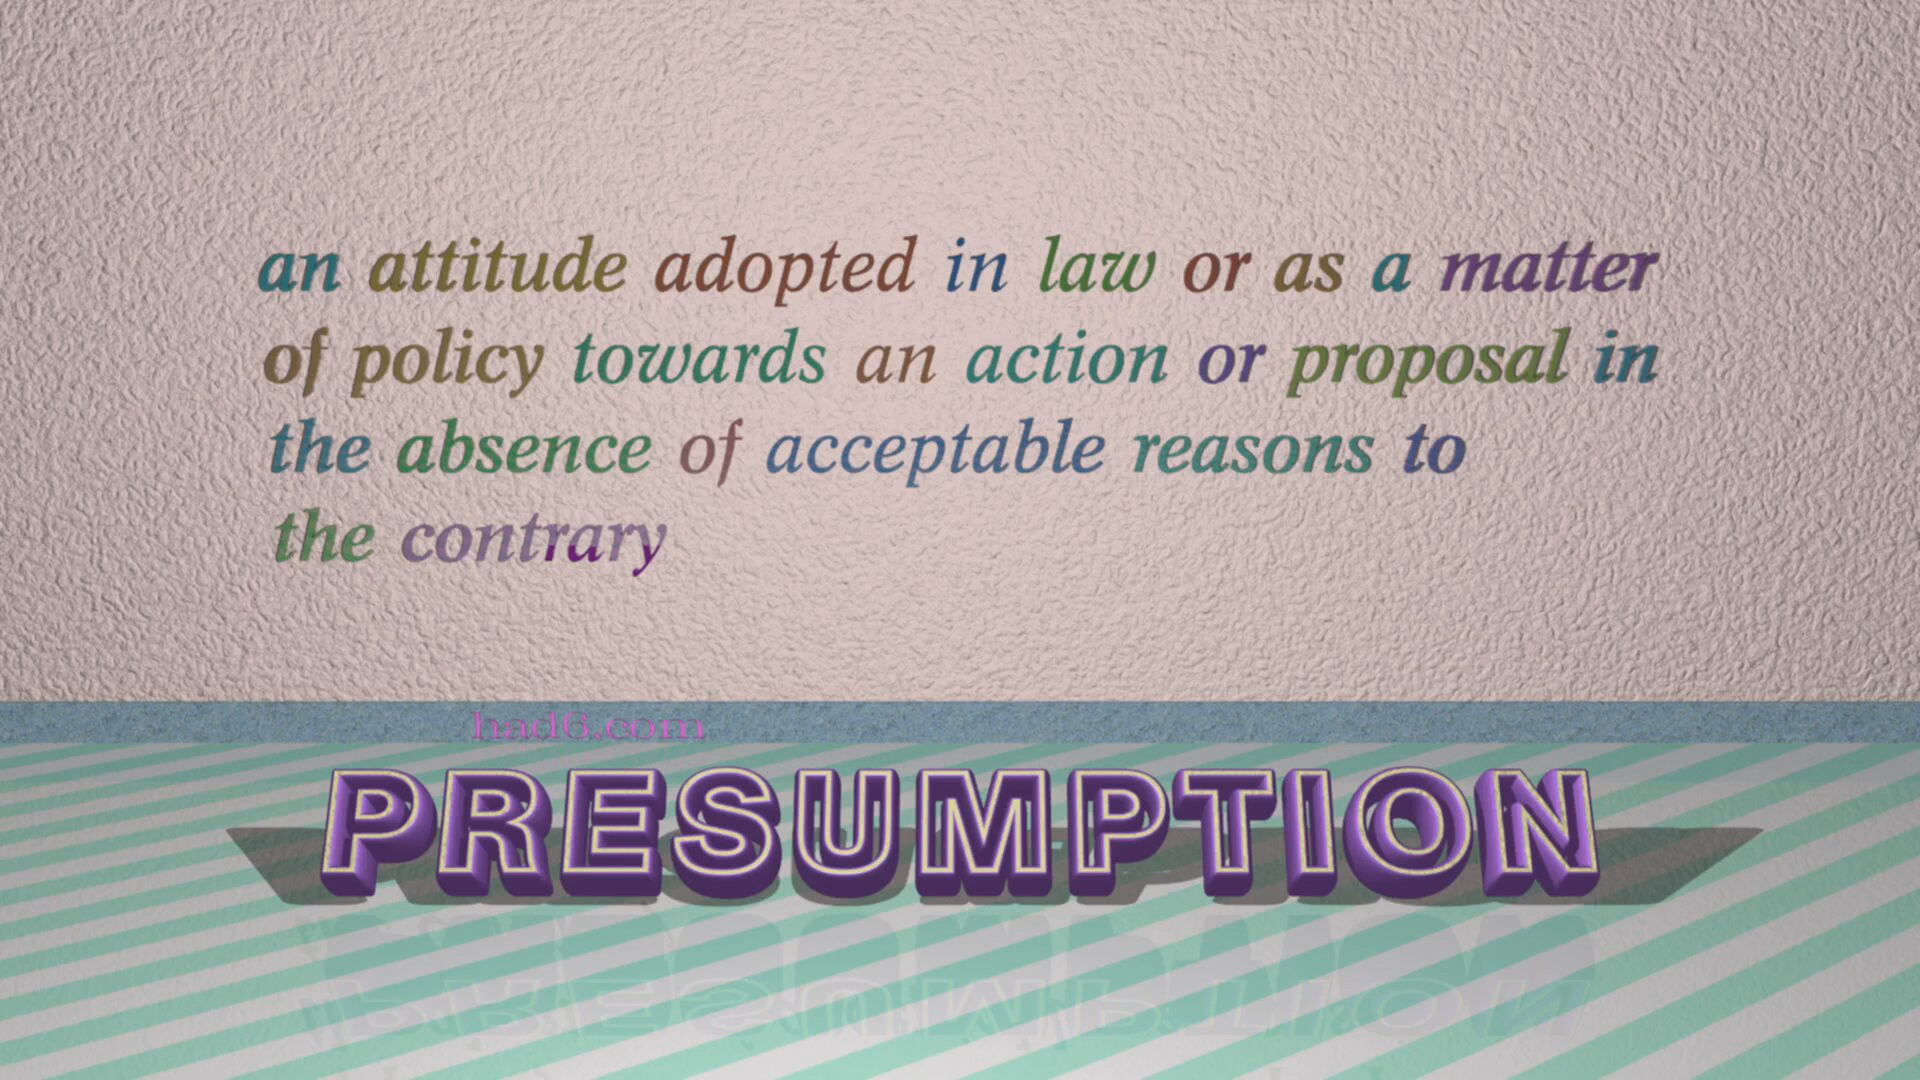 an attitude adopted in law or as a matter
of policy towards an action or proposal in
the absence of acceptable reasons to
the contrary
had6.com
PRESUMPTION